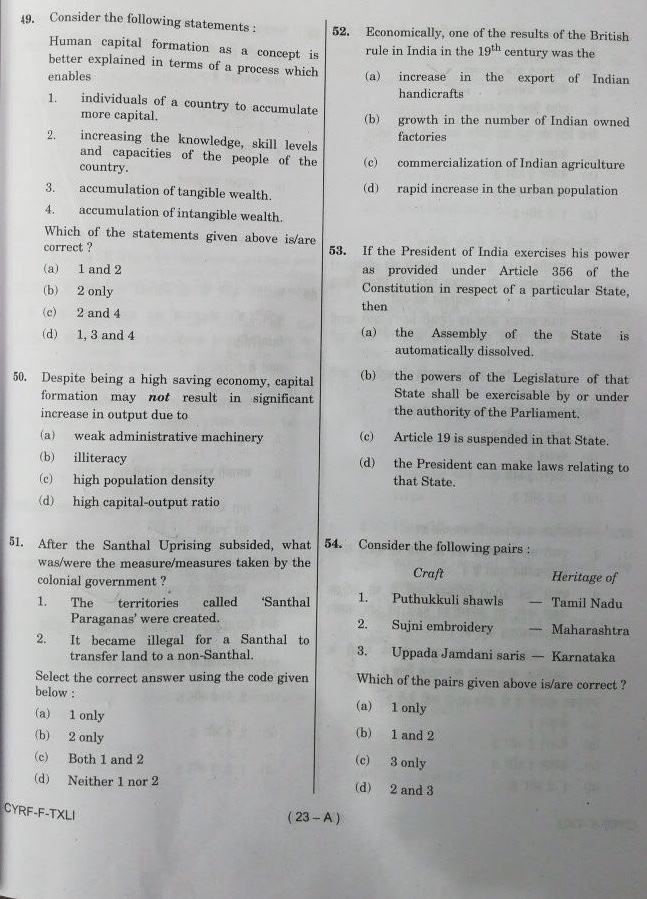 49. Consider the following statements :
Human capital formation as a concept is
better explained in terms of a process which
enables
1. individuals of a country to accumulate
more capital.
2. increasing the knowledge, skill levels
and capacities of the people of the
country.
3. accumulation of tangible wealth.
4. accumulation of intangible wealth.
Which of the statements given above is/are
correct ?
(a) 1 and 2
(b) 2 only
(c) 2 and 4
(d) 1, 3 and 4
50. Despite being a high saving economy, capital
formation may not result in significant
increase in output due to
(a) weak administrative machinery
(b) illiteracy
(c) high population density
(d) high capital-output ratio
51. After the Santhal Uprising subsided, what
was/were the measure/measures taken by the
colonial government ?
1. The territories called 'Santhal
Paraganas' were created.
2. It became illegal for a Santhal to
transfer land to a non-Santhal.
Select the correct answer using the code given
below :
(a) 1 only
(b) 2 only
(c) Both 1 and 2
(d) Neither 1 nor 2
52. Economically, one of the results of the British
rule in India in the 19th century was the
(a) increase in the export of Indian
handicrafts
(b) growth in the number of Indian owned
factories
(c) commercialization of Indian agriculture
(d) rapid increase in the urban population
53. If the President of India exercises his power
as provided under Article 356 of the
Constitution in respect of a particular State,
then
(a) the Assembly of the State is
automatically dissolved.
(b) the powers of the Legislature of that
State shall be exercisable by or under
the authority of the Parliament.
(c) Article 19 is suspended in that State.
(d) the President can make laws relating to
that State.
54. Consider the following pairs :
Craft Heritage of
1. Puthukkuli shawls — Tamil Nadu
2. Sujni embroidery — Maharashtra
3. Uppada Jamdani saris — Karnataka
Which of the pairs given above is/are correct ?
(a) 1 only
(b) 1 and 2
(c) 3 only
(d) 2 and 3
CYRF-F-TXLI
( 23 – A )